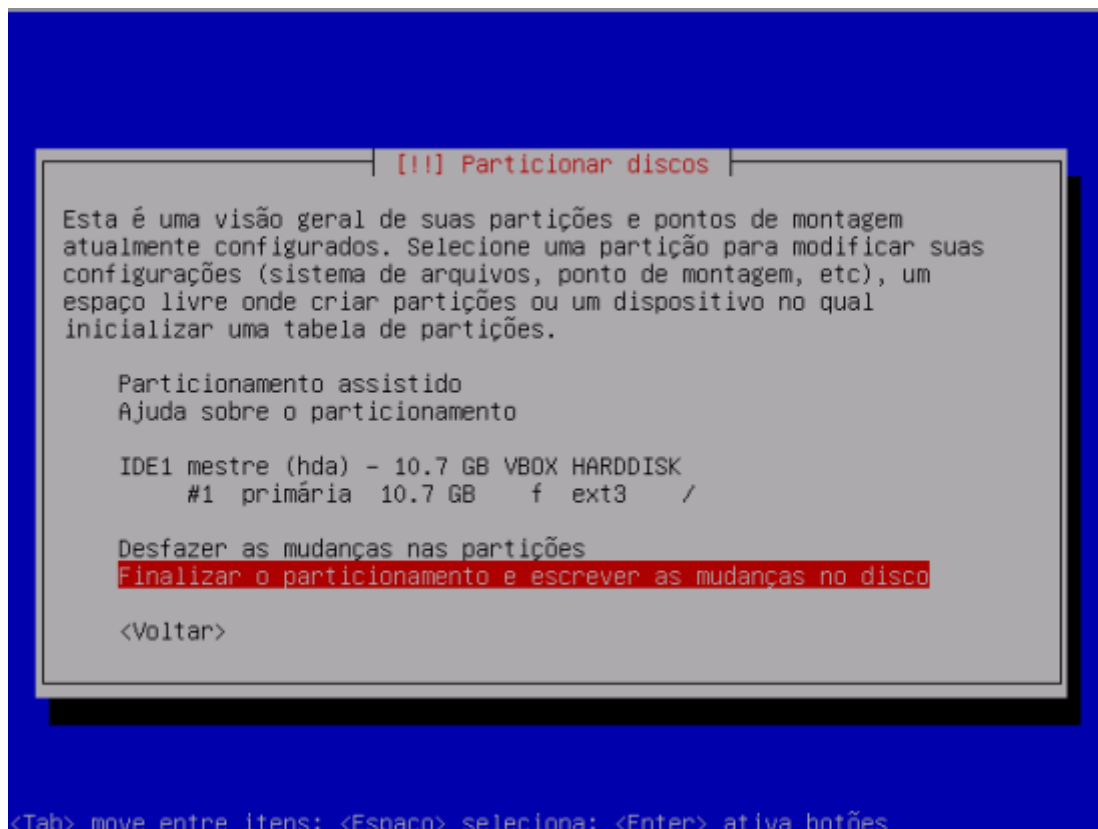 [!!] Particionar discos
Esta é uma visão geral de suas partições e pontos de montagem
atualmente configurados. Selecione uma partição para modificar suas
configurações (sistema de arquivos, ponto de montagem, etc), um
espaço livre onde criar partições ou um dispositivo no qual
inicializar uma tabela de partições.
Particionamento assistido
Ajuda sobre o particionamento
IDE1 mestre (hda) - 10.7 GB VBOX HARDDISK
#1 primária 10.7 GB f ext3 /
Desfazer as mudanças nas partições
Finalizar o particionamento e escrever as mudanças no disco
<Voltar>
<Tab> move entre itens; <Espaço> seleciona; <Enter> ativa botões